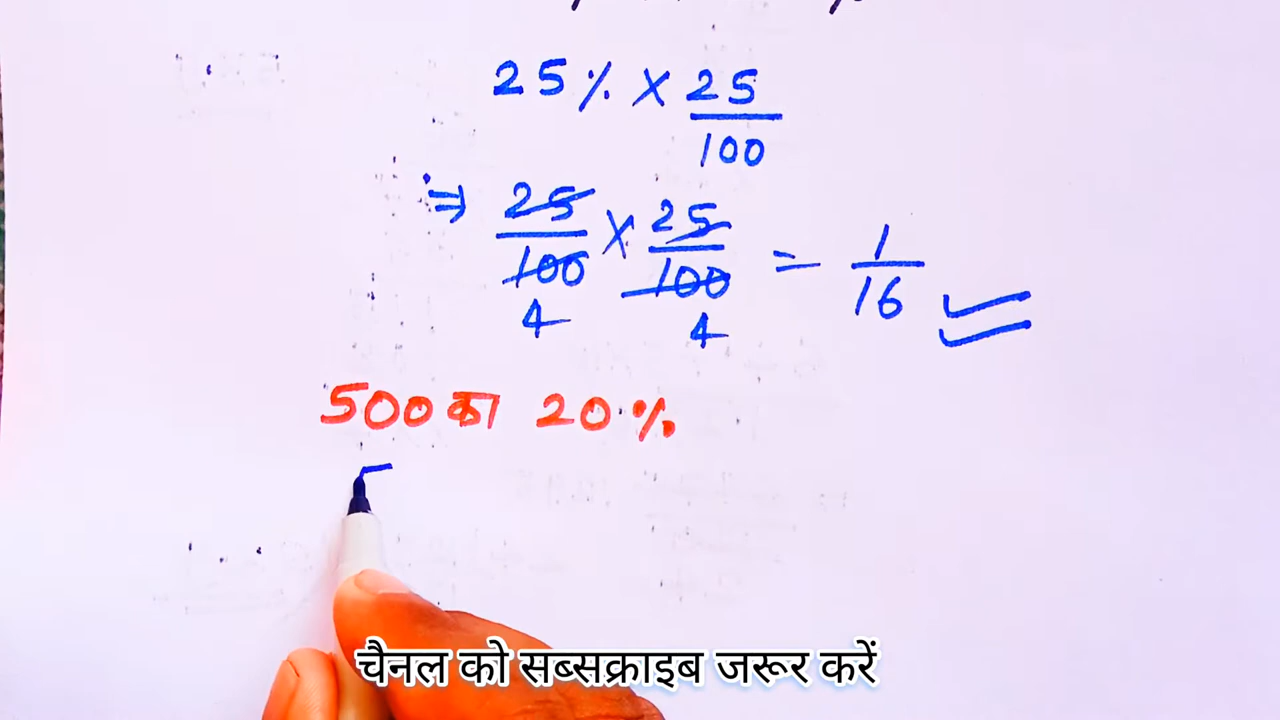 25% × 25/100
⇒ 25/100 × 25/100 = 1/16
4 4
500 का 20%
चैनल को सब्सक्राइब जरूर करें